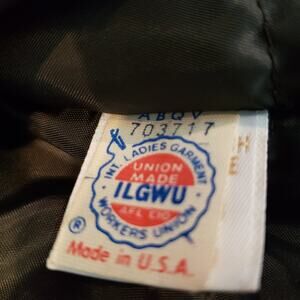 ABQV
703717
INT. LADIES GARMENT
UNION
MADE
ILGWU
AFL CIO
WORKERS UNION
®
Made in U.S.A.
H
E